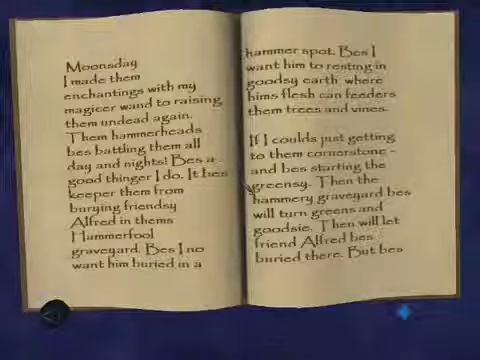 Moonsday
I made them
enchantings with my
magicer wand to raising
them undead again.
Them hammerheads
bes battling them all
day and nights! Bes a
good thinger I do. It bes
keeper them from
burying friendsy
Alfred in thems
Hammerfool
graveyard. Bes I no
want him buried in a
hammer spot. Bes I
want him to resting in
goodsy earth where
hims flesh can feeders
them trees and vines.
If I coulds just getting
to them cornerstone -
and bes starting the
greensy. Then the
hammery graveyard bes
will turn greens and
goodsie. Then will let
friend Alfred bes
buried there. But bes